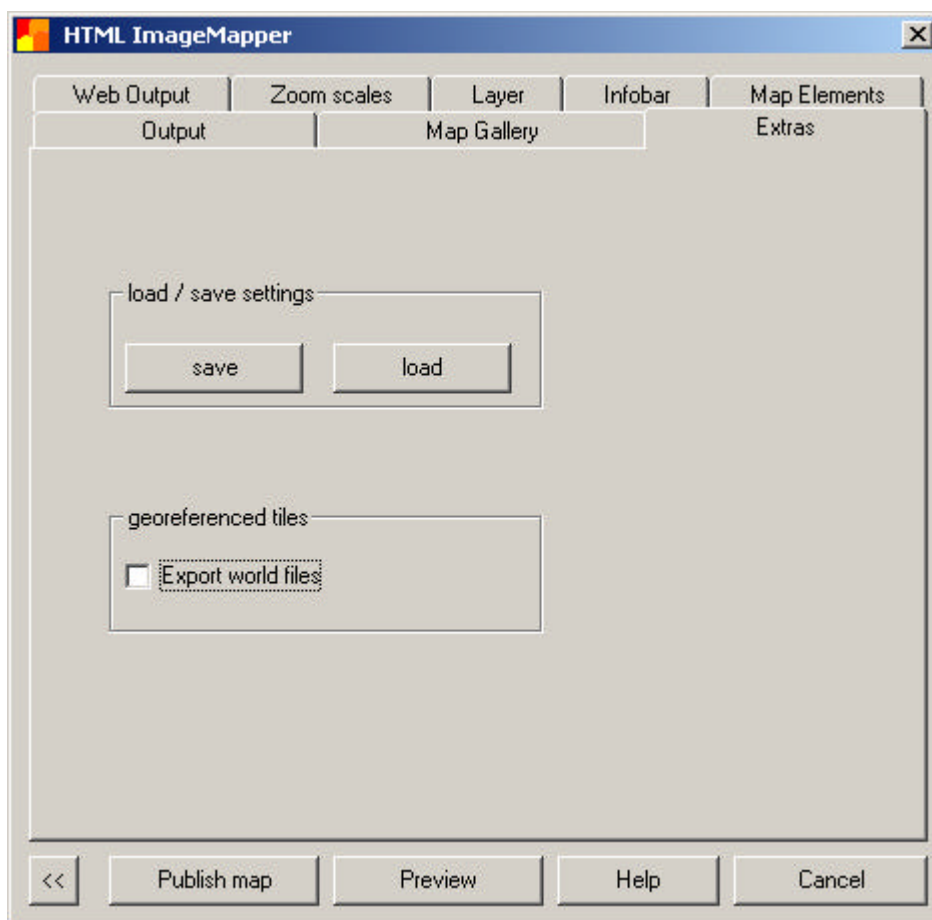 HTML ImageMapper
Web Output Zoom scales Layer Infobar Map Elements
Output Map Gallery Extras
load / save settings
save load
georeferenced tiles
Export world files
<< Publish map Preview Help Cancel